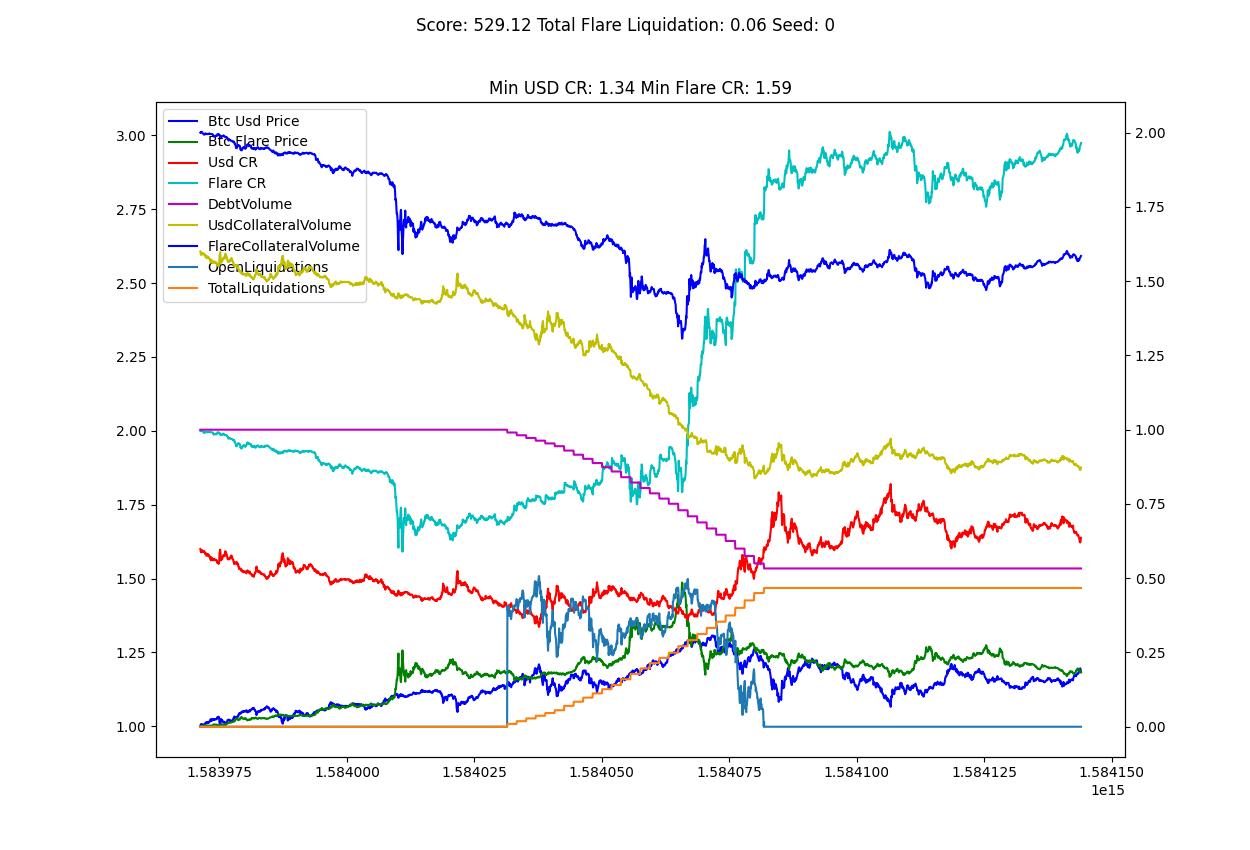 Score: 529.12 Total Flare Liquidation: 0.06 Seed: 0
Min USD CR: 1.34 Min Flare CR: 1.59
Btc Usd Price
Btc Flare Price
Usd CR
Flare CR
DebtVolume
UsdCollateralVolume
FlareCollateralVolume
OpenLiquidations
TotalLiquidations
3.00
2.75
2.50
2.25
2.00
1.75
1.50
1.25
1.00
2.00
1.75
1.50
1.25
1.00
0.75
0.50
0.25
0.00
1.583975 1.584000 1.584025 1.584050 1.584075 1.584100 1.584125 1.584150
1e15